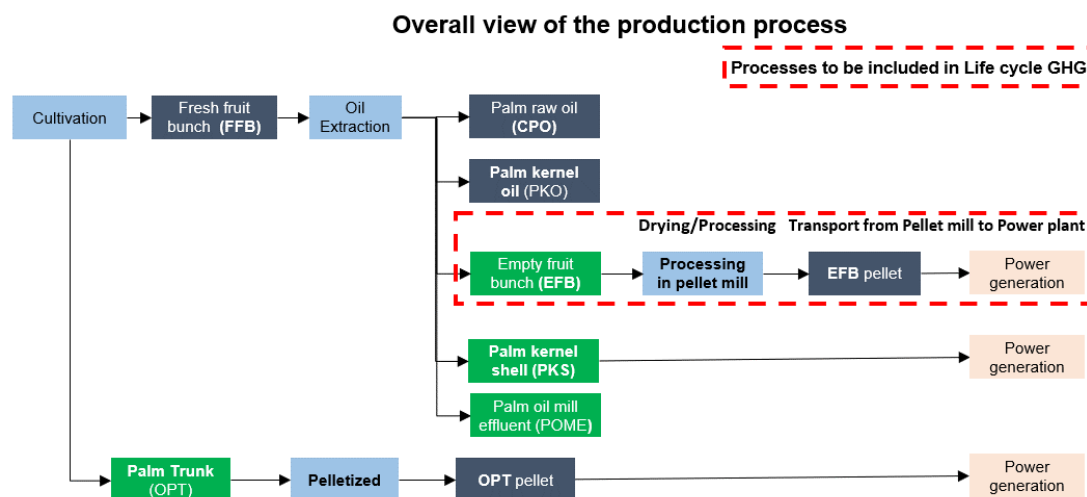 Overall view of the production process
Processes to be included in Life cycle GHG
Cultivation
Fresh fruit
bunch (FFB)
Oil
Extraction
Palm raw oil
(CPO)
Palm kernel
oil (PKO)
Drying/Processing
Transport from Pellet mill to Power plant
Empty fruit
bunch (EFB)
Processing
in pellet mill
EFB pellet
Power
generation
Palm kernel
shell (PKS)
Power
generation
Palm oil mill
effluent (POME)
Palm Trunk
(OPT)
Pelletized
OPT pellet
Power
generation